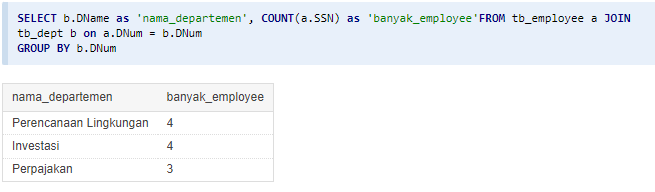 SELECT b.DName as 'nama_departemen', COUNT(a.SSN) as 'banyak_employee'FROM tb_employee a JOIN
tb_dept b on a.DNum = b.DNum
GROUP BY b.DNum
nama_departemen banyak_employee
Perencanaan Lingkungan 4
Investasi 4
Perpajakan 3